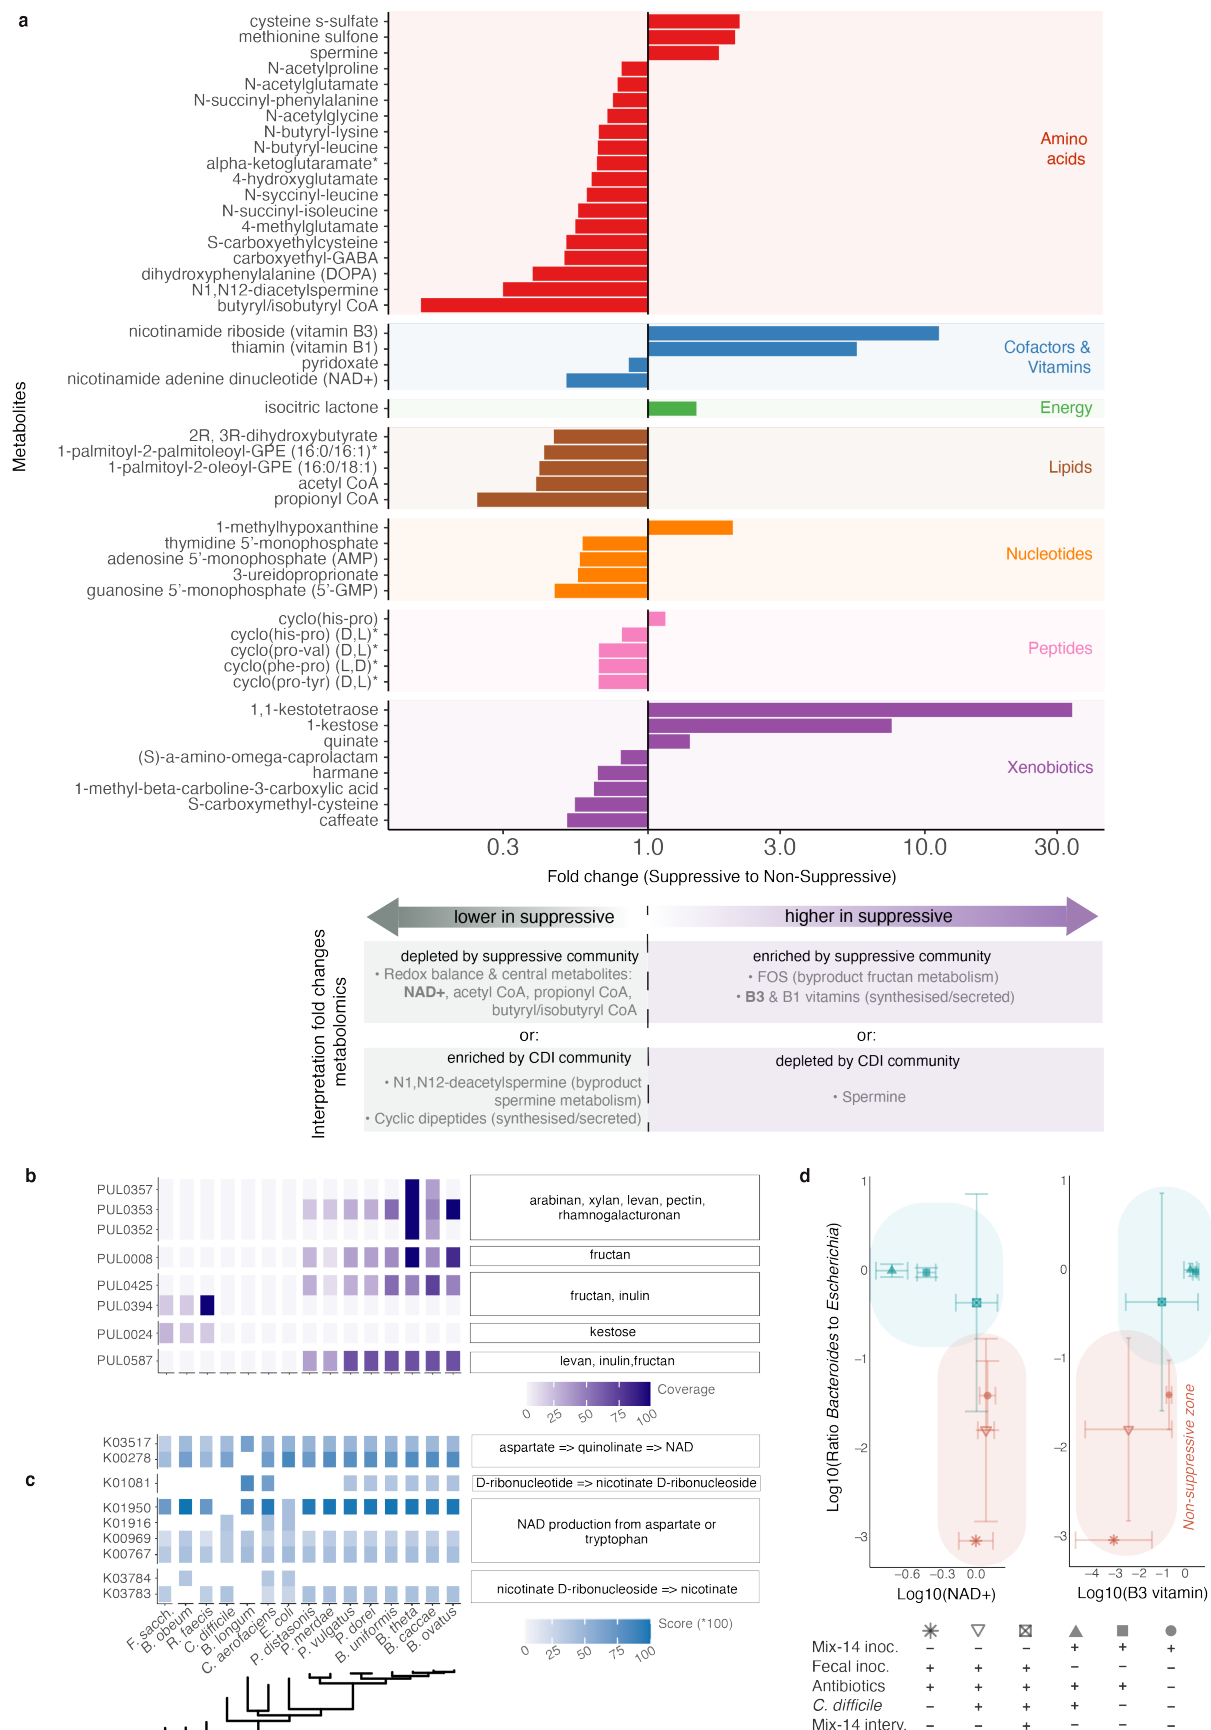 a
cysteine s-sulfate
methionine sulfone
spermine
N-acetylproline
N-acetylglutamate
N-succinyl-phenylalanine
N-acetylglycine
N-butyryl-lysine
N-butyryl-leucine
alpha-ketoglutaramate*
4-hydroxyglutamate
N-syccinyl-leucine
N-succinyl-isoleucine
4-methylglutamate
S-carboxyethylcysteine
carboxyethyl-GABA
dihydroxyphenylalanine (DOPA)
N1,N12-diacetylspermine
butyryl/isobutyryl CoA
Amino
acids
nicotinamide riboside (vitamin B3)
thiamin (vitamin B1)
pyridoxate
nicotinamide adenine dinucleotide (NAD+)
Cofactors &
Vitamins
isocitric lactone
Energy
2R, 3R-dihydroxybutyrate
1-palmitoyl-2-palmitoleoyl-GPE (16:0/16:1)*
1-palmitoyl-2-oleoyl-GPE (16:0/18:1)
acetyl CoA
propionyl CoA
Lipids
1-methylhypoxanthine
thymidine 5'-monophosphate
adenosine 5'-monophosphate (AMP)
3-ureidoproprionate
guanosine 5'-monophosphate (5'-GMP)
Nucleotides
cyclo(his-pro)
cyclo(his-pro) (D,L)*
cyclo(pro-val) (D,L)*
cyclo(phe-pro) (L,D)*
cyclo(pro-tyr) (D,L)*
Peptides
1,1-kestotetraose
1-kestose
quinate
(S)-a-amino-omega-caprolactam
harmane
1-methyl-beta-carboline-3-carboxylic acid
S-carboxymethyl-cysteine
caffeate
Xenobiotics
Metabolites
0.3 1.0 3.0 10.0 30.0
Fold change (Suppressive to Non-Suppressive)
lower in suppressive
higher in suppressive
Interpretation fold changes
metabolomics
depleted by suppressive community
• Redox balance & central metabolites:
NAD+, acetyl CoA, propionyl CoA,
butyryl/isobutyryl CoA
enriched by suppressive community
• FOS (byproduct fructan metabolism)
• B3 & B1 vitamins (synthesised/secreted)
or:
or:
enriched by CDI community
• N1,N12-deacetylspermine (byproduct
spermine metabolism)
• Cyclic dipeptides (synthesised/secreted)
depleted by CDI community
• Spermine
b
PUL0357
PUL0353
PUL0352
PUL0008
PUL0425
PUL0394
PUL0024
PUL0587
arabinan, xylan, levan, pectin,
rhamnogalacturonan
fructan
fructan, inulin
kestose
levan, inulin,fructan
Coverage
0 25 50 75 100
c
K03517
K00278
K01081
K01950
K01916
K00969
K00767
K03784
K03783
aspartate => quinolinate => NAD
D-ribonucleotide => nicotinate D-ribonucleoside
NAD production from aspartate or
tryptophan
nicotinate D-ribonucleoside => nicotinate
F. sacch.
B. obeum
R. faecis
C. difficile
B. longum
C. aerofaciens
E. coli
P. distasonis
P. merdae
P. vulgatus
P. dorei
B. uniformis
B. theta
B. caccae
B. ovatus
Score (*100)
0 25 50 75 100
d
Log10(Ratio Bacteroides to Escherichia)
1
0
−1
−2
−3
−0.6 −0.3 0.0
Log10(NAD+)
1
0
−1
−2
−3
−4 −3 −2 −1 0
Log10(B3 vitamin)
Non-suppressive zone
Mix-14 inoc. − − − + + +
Fecal inoc. + + + − − −
Antibiotics + + + + + −
C. difficile − + + + − −
Mix-14 interv. − − + − − −